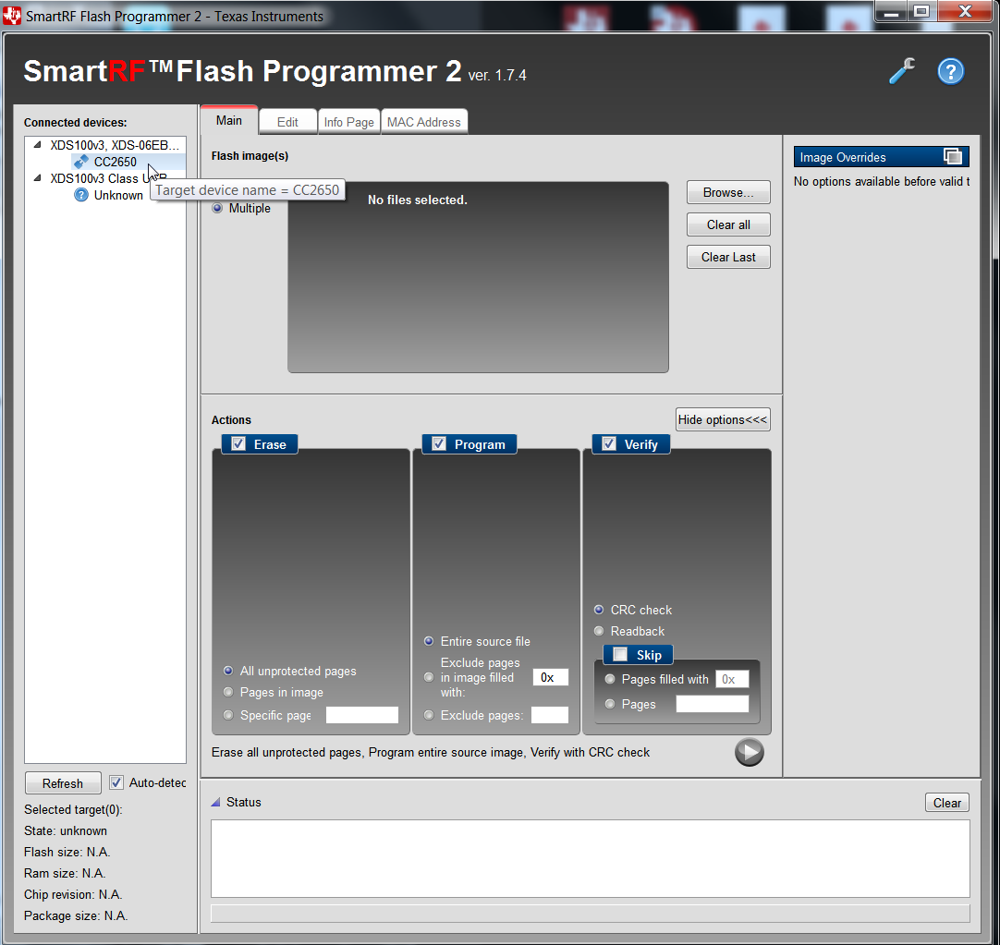 SmartRF Flash Programmer 2 - Texas Instruments
SmartRF™Flash Programmer 2 ver. 1.7.4
Connected devices:
XDS100v3, XDS-06EB...
CC2650
XDS100v3 Class
Unknown
Target device name = CC2650
Refresh
Auto-detec
Selected target(0):
State: unknown
Flash size: N.A.
Ram size: N.A.
Chip revision: N.A.
Package size: N.A.
Main
Edit
Info Page
MAC Address
Flash image(s)
Multiple
No files selected.
Browse...
Clear all
Clear Last
Image Overrides
No options available before valid t
Actions
Hide options<<<
Erase
All unprotected pages
Pages in image
Specific page
Program
Entire source file
Exclude pages
in image filled
with:
0x
Exclude pages:
Verify
CRC check
Readback
Skip
Pages filled with
0x
Pages
Erase all unprotected pages, Program entire source image, Verify with CRC check
Status
Clear